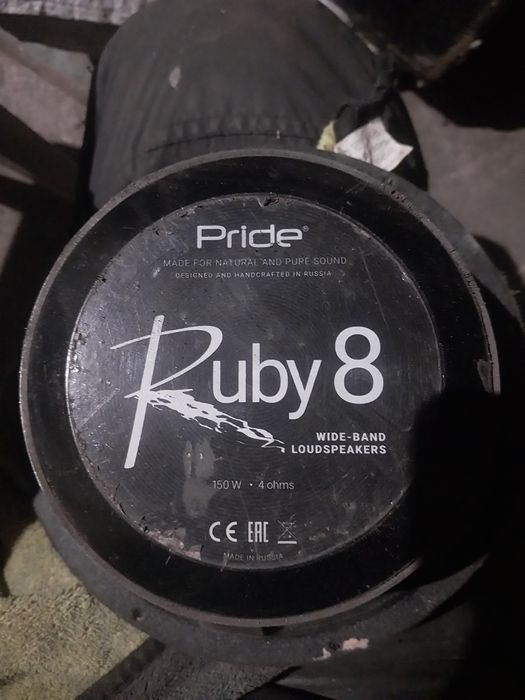 Pride®
MADE FOR NATURAL AND PURE SOUND
DESIGNED AND HANDCRAFTED IN RUSSIA
Ruby 8
WIDE-BAND
LOUDSPEAKERS
150 W • 4 ohms
CE EAC
MADE IN RUSSIA